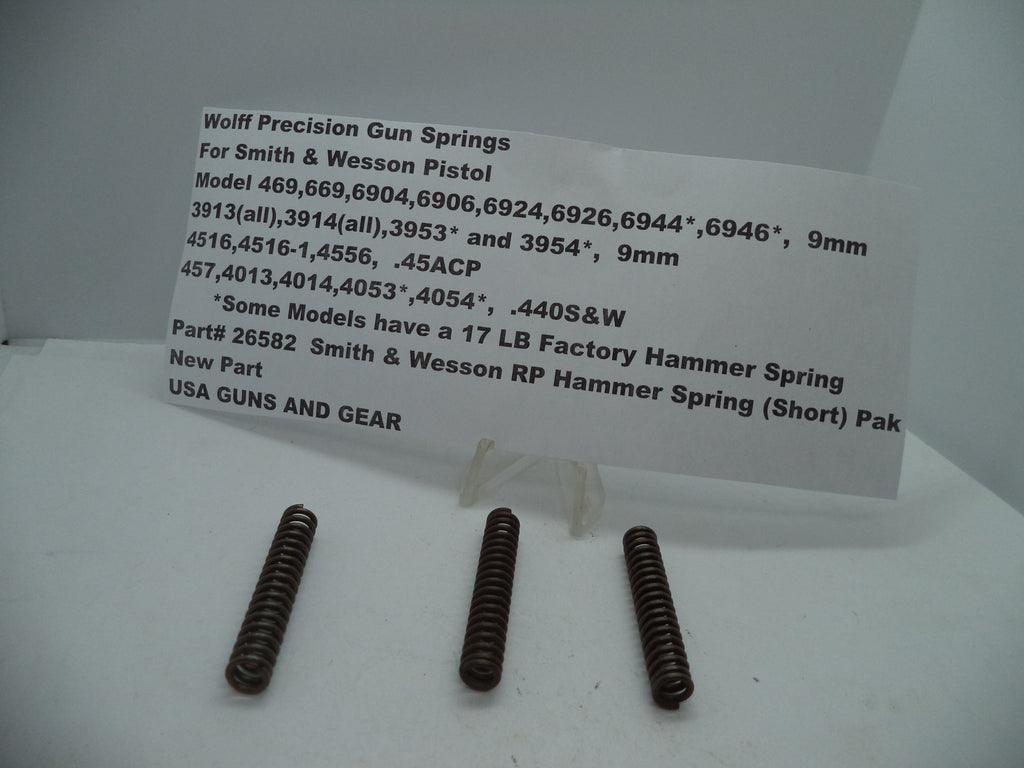 Wolff Precision Gun Springs
For Smith & Wesson Pistol
Model 469,669,6904,6906,6924,6926,6944*,6946*, 9mm
3913(all),3914(all),3953* and 3954*, 9mm
4516,4516-1,4556, .45ACP
457,4013,4014,4053*,4054*, .440S&W
*Some Models have a 17 LB Factory Hammer Spring
Part# 26582 Smith & Wesson RP Hammer Spring (Short) Pak
New Part
USA GUNS AND GEAR